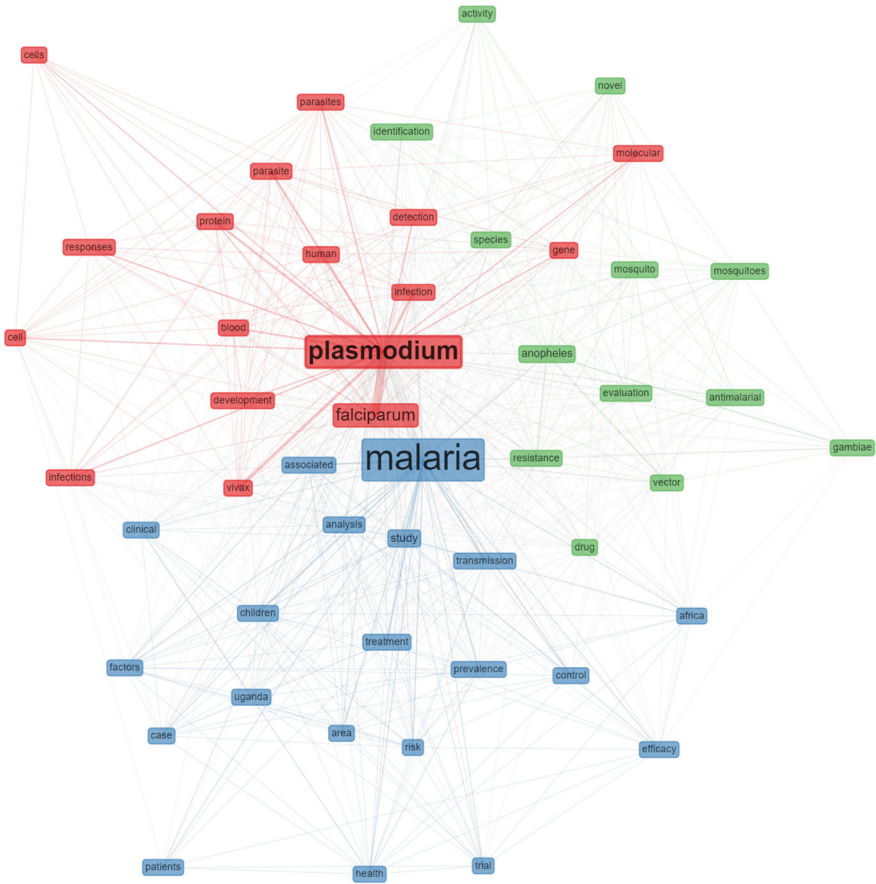 activity
cells
novel
parasites
identification
molecular
parasite
protein
detection
species
responses
human
gene
mosquito
mosquitoes
infection
blood
cell
plasmodium
anopheles
evaluation
antimalarial
development
falciparum
gambiae
malaria
resistance
associated
infections
vector
vivax
analysis
clinical
study
drug
transmission
children
africa
treatment
factors
prevalence
control
uganda
area
case
risk
efficacy
trial
patients
health